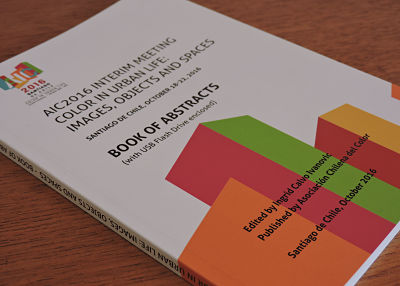 2016
AIC2016 INTERIM MEETING
COLOR IN URBAN LIFE:
IMAGES, OBJECTS AND SPACES
SANTIAGO DE CHILE, OCTOBER 18-22, 2016
BOOK OF ABSTRACTS
(with USB Flash Drive enclosed)
Edited by Ingrid Calvo Ivanovic
Published by Asociación Chilena del Color
Santiago de Chile, October 2016
URBAN LIFE: IMAGES, OBJECTS AND SPACES - BOOK OF